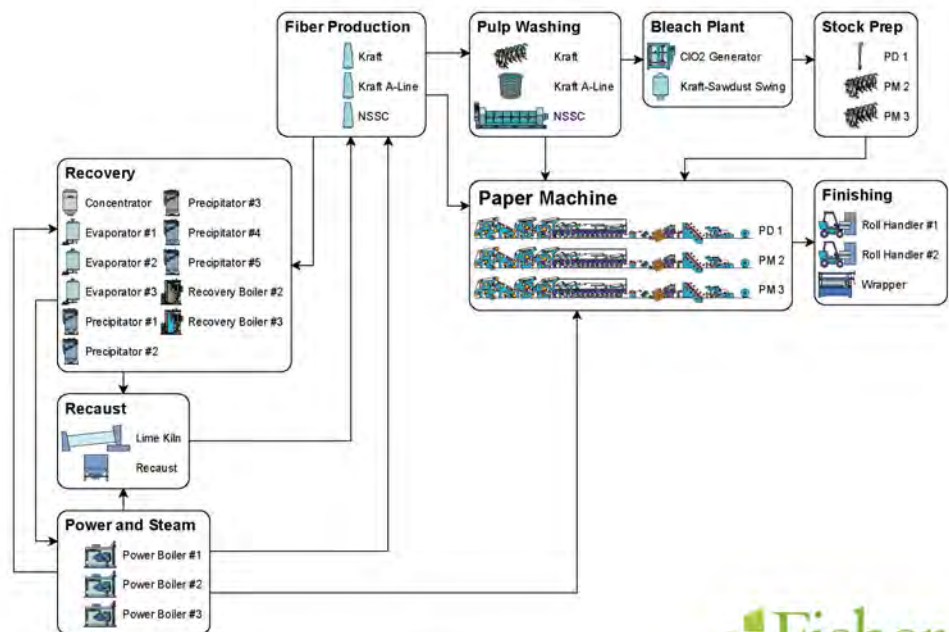 Fiber Production
Kraft
Kraft A-Line
NSSC
Pulp Washing
Kraft
Kraft A-Line
NSSC
Bleach Plant
ClO2 Generator
Kraft-Sawdust Swing
Stock Prep
PD 1
PM 2
PM 3
Recovery
Concentrator
Evaporator #1
Evaporator #2
Evaporator #3
Precipitator #1
Precipitator #2
Precipitator #3
Precipitator #4
Precipitator #5
Recovery Boiler #2
Recovery Boiler #3
Paper Machine
PD 1
PM 2
PM 3
Finishing
Roll Handler #1
Roll Handler #2
Wrapper
Recaust
Lime Kiln
Recaust
Power and Steam
Power Boiler #1
Power Boiler #2
Power Boiler #3
Fisher